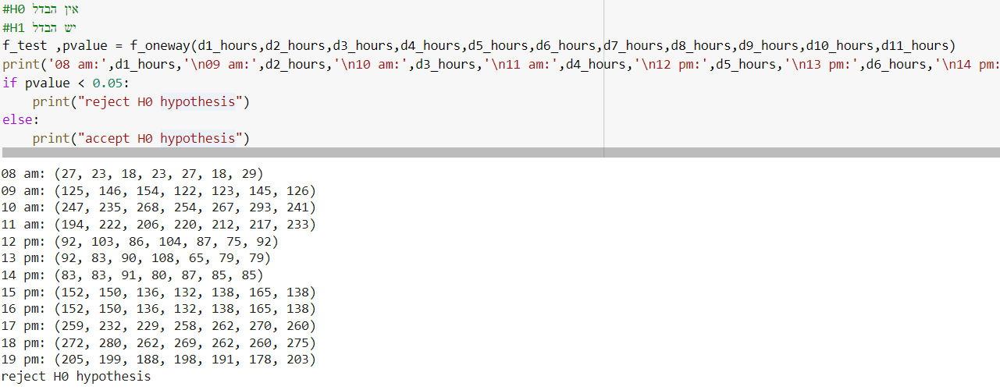 #H0 אין הבדל
#H1 יש הבדל
f_test ,pvalue = f_oneway(d1_hours,d2_hours,d3_hours,d4_hours,d5_hours,d6_hours,d7_hours,d8_hours,d9_hours,d10_hours,d11_hours)
print('08 am:',d1_hours,'\n09 am:',d2_hours,'\n10 am:',d3_hours,'\n11 am:',d4_hours,'\n12 pm:',d5_hours,'\n13 pm:',d6_hours,'\n14 pm:
if pvalue < 0.05:
    print("reject H0 hypothesis")
else:
    print("accept H0 hypothesis")
08 am: (27, 23, 18, 23, 27, 18, 29)
09 am: (125, 146, 154, 122, 123, 145, 126)
10 am: (247, 235, 268, 254, 267, 293, 241)
11 am: (194, 222, 206, 220, 212, 217, 233)
12 pm: (92, 103, 86, 104, 87, 75, 92)
13 pm: (92, 83, 90, 108, 65, 79, 79)
14 pm: (83, 83, 91, 80, 87, 85, 85)
15 pm: (152, 150, 136, 132, 138, 165, 138)
16 pm: (152, 150, 136, 132, 138, 165, 138)
17 pm: (259, 232, 229, 258, 262, 270, 260)
18 pm: (272, 280, 262, 269, 262, 260, 275)
19 pm: (205, 199, 188, 198, 191, 178, 203)
reject H0 hypothesis